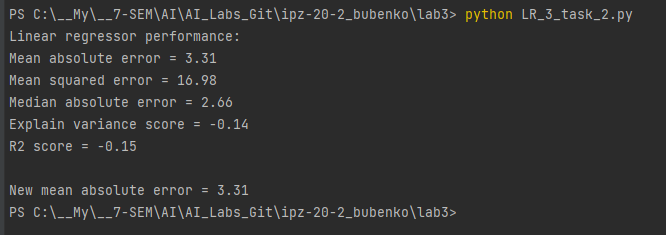 PS C:\__My\__7-SEM\AI\AI_Labs_Git\ipz-20-2_bubenko\lab3> python LR_3_task_2.py
Linear regressor performance:
Mean absolute error = 3.31
Mean squared error = 16.98
Median absolute error = 2.66
Explain variance score = -0.14
R2 score = -0.15
New mean absolute error = 3.31
PS C:\__My\__7-SEM\AI\AI_Labs_Git\ipz-20-2_bubenko\lab3>